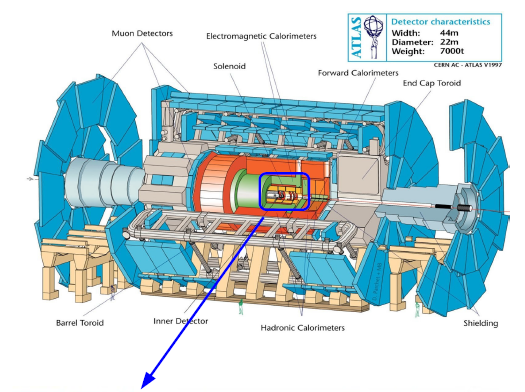 ATLAS
Detector characteristics
Width: 44m
Diameter: 22m
Weight: 7000t
CERN AC - ATLAS V1997
Muon Detectors
Electromagnetic Calorimeters
Solenoid
Forward Calorimeters
End Cap Toroid
Barrel Toroid
Inner Detector
Hadronic Calorimeters
Shielding